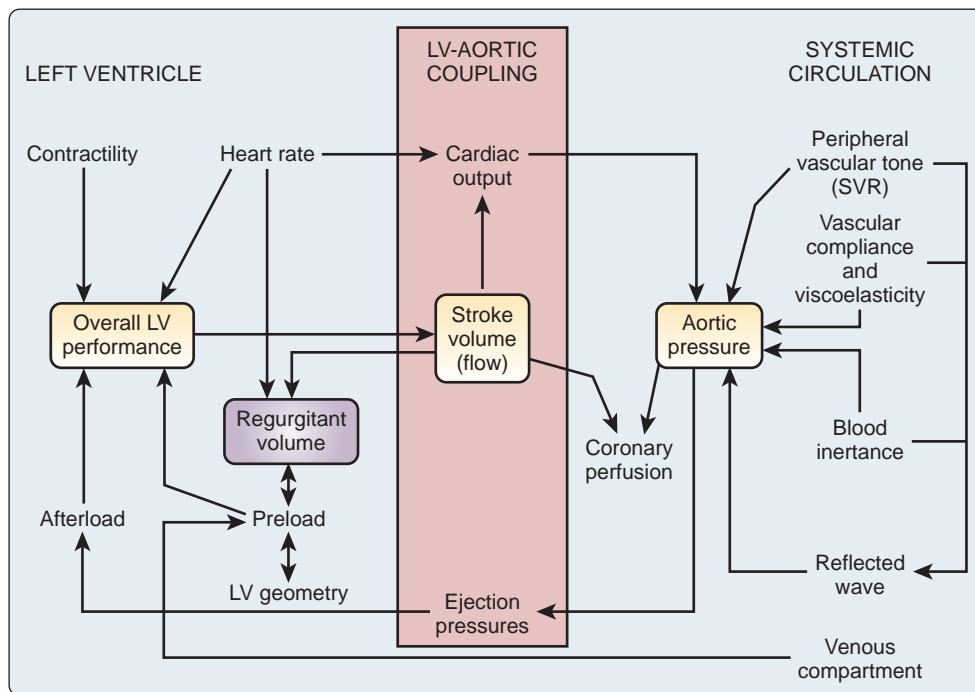 LEFT VENTRICLE
LV-AORTIC
COUPLING
SYSTEMIC
CIRCULATION
Contractility
Heart rate
Cardiac
output
Peripheral
vascular tone
(SVR)
Vascular
compliance
and
viscoelasticity
Overall LV
performance
Stroke
volume
(flow)
Aortic
pressure
Regurgitant
volume
Coronary
perfusion
Blood
inertance
Afterload
Preload
LV geometry
Ejection
pressures
Reflected
wave
Venous
compartment